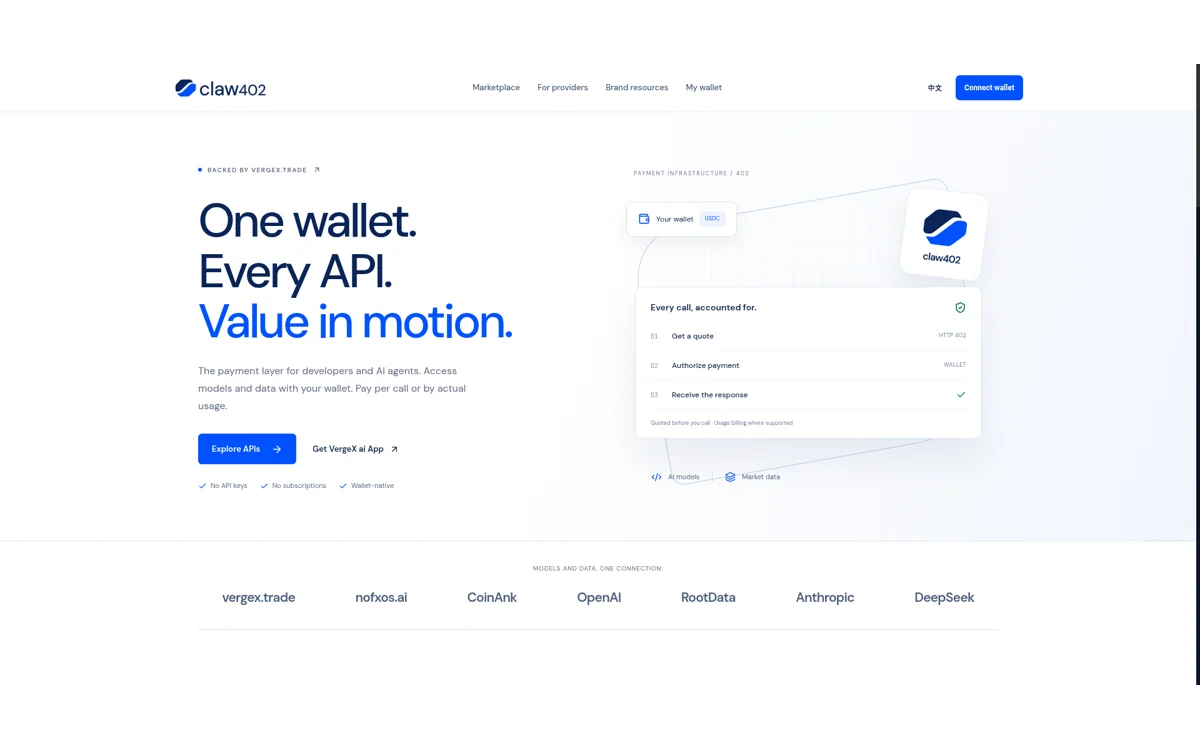 claw402
Marketplace
For providers
Brand resources
My wallet
中文
Connect wallet
BACKED BY VERGEX.TRADE
One wallet.
Every API.
Value in motion.
The payment layer for developers and AI agents. Access
models and data with your wallet. Pay per call or by actual
usage.
Explore APIs
Get VergeX ai App
No API keys
No subscriptions
Wallet-native
PAYMENT INFRASTRUCTURE / 402
Your wallet
USDC
claw402
Every call, accounted for.
01 Get a quote HTTP 402
02 Authorize payment WALLET
03 Receive the response
Quoted before you call · Usage billing where supported
AI models
Market data
MODELS AND DATA. ONE CONNECTION.
vergex.trade
nofxos.ai
CoinAnk
OpenAI
RootData
Anthropic
DeepSeek